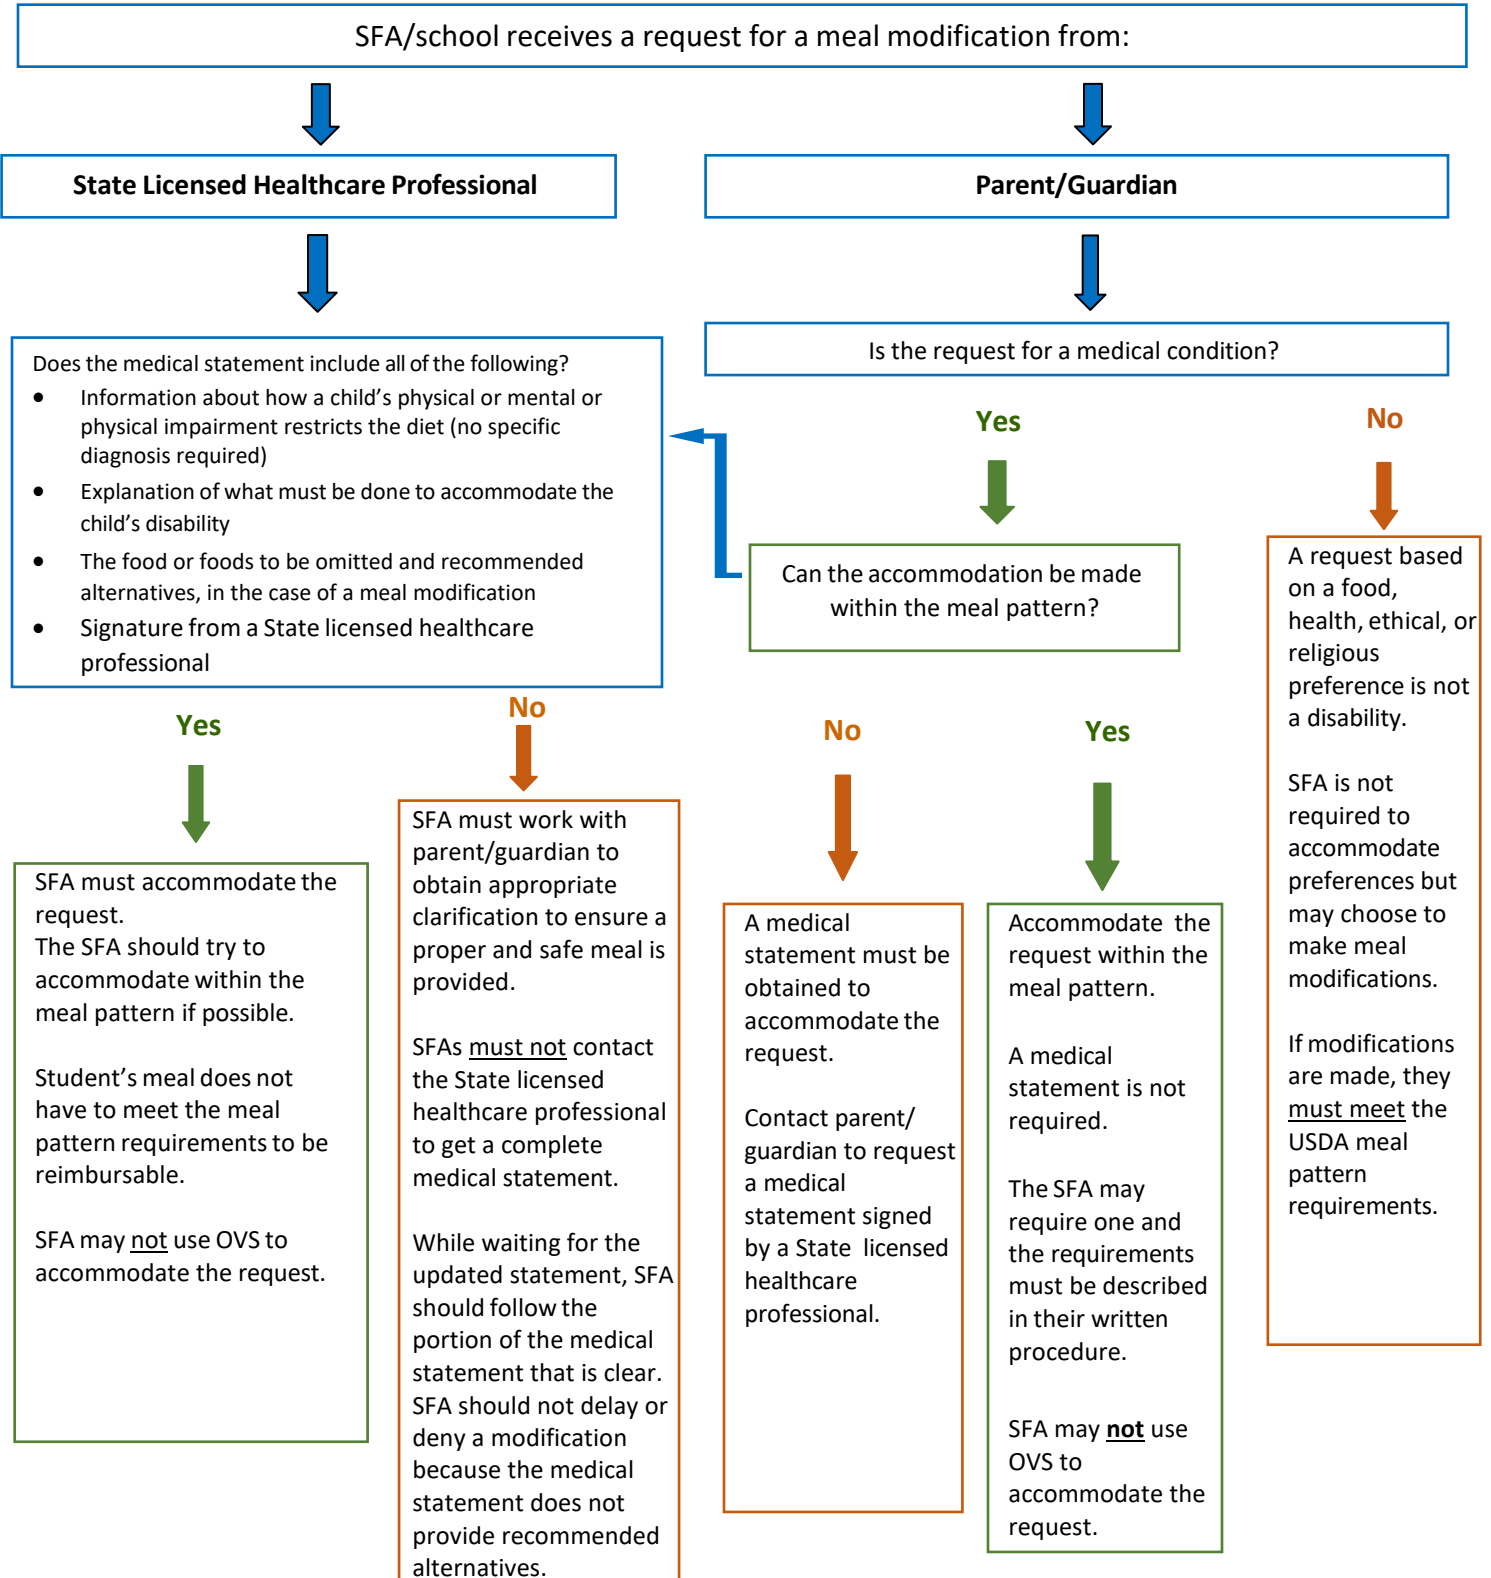 SFA/school receives a request for a meal modification from:
State Licensed Healthcare Professional
Parent/Guardian
Does the medical statement include all of the following?
• Information about how a child’s physical or mental or
physical impairment restricts the diet (no specific
diagnosis required)
• Explanation of what must be done to accommodate the
child’s disability
• The food or foods to be omitted and recommended
alternatives, in the case of a meal modification
• Signature from a State licensed healthcare
professional
Is the request for a medical condition?
Yes
No
Can the accommodation be made
within the meal pattern?
A request based
on a food,
health, ethical, or
religious
preference is not
a disability.
SFA is not
required to
accommodate
preferences but
may choose to
make meal
modifications.
If modifications
are made, they
must meet the
USDA meal
pattern
requirements.
Yes
No
No
Yes
SFA must accommodate the
request.
The SFA should try to
accommodate within the
meal pattern if possible.
Student’s meal does not
have to meet the meal
pattern requirements to be
reimbursable.
SFA may not use OVS to
accommodate the request.
SFA must work with
parent/guardian to
obtain appropriate
clarification to ensure a
proper and safe meal is
provided.
SFAs must not contact
the State licensed
healthcare professional
to get a complete
medical statement.
While waiting for the
updated statement, SFA
should follow the
portion of the medical
statement that is clear.
SFA should not delay or
deny a modification
because the medical
statement does not
provide recommended
alternatives.
A medical
statement must be
obtained to
accommodate the
request.
Contact parent/
guardian to request
a medical
statement signed
by a State licensed
healthcare
professional.
Accommodate the
request within the
meal pattern.
A medical
statement is not
required.
The SFA may
require one and
the requirements
must be described
in their written
procedure.
SFA may not use
OVS to
accommodate the
request.